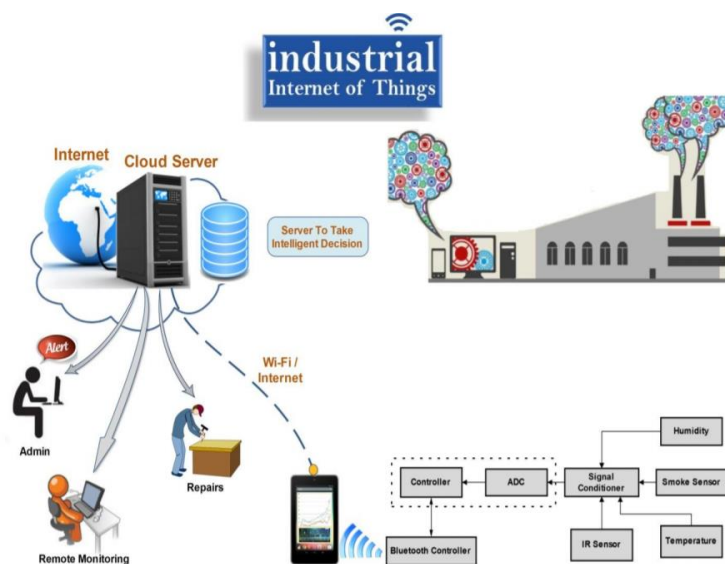 industrial
Internet of Things
Internet
Cloud Server
Server To Take
Intelligent Decision
Alert
Wi-Fi /
Internet
Admin
Repairs
Remote Monitoring
Humidity
Controller
ADC
Signal
Conditioner
Smoke Sensor
Bluetooth Controller
IR Sensor
Temperature